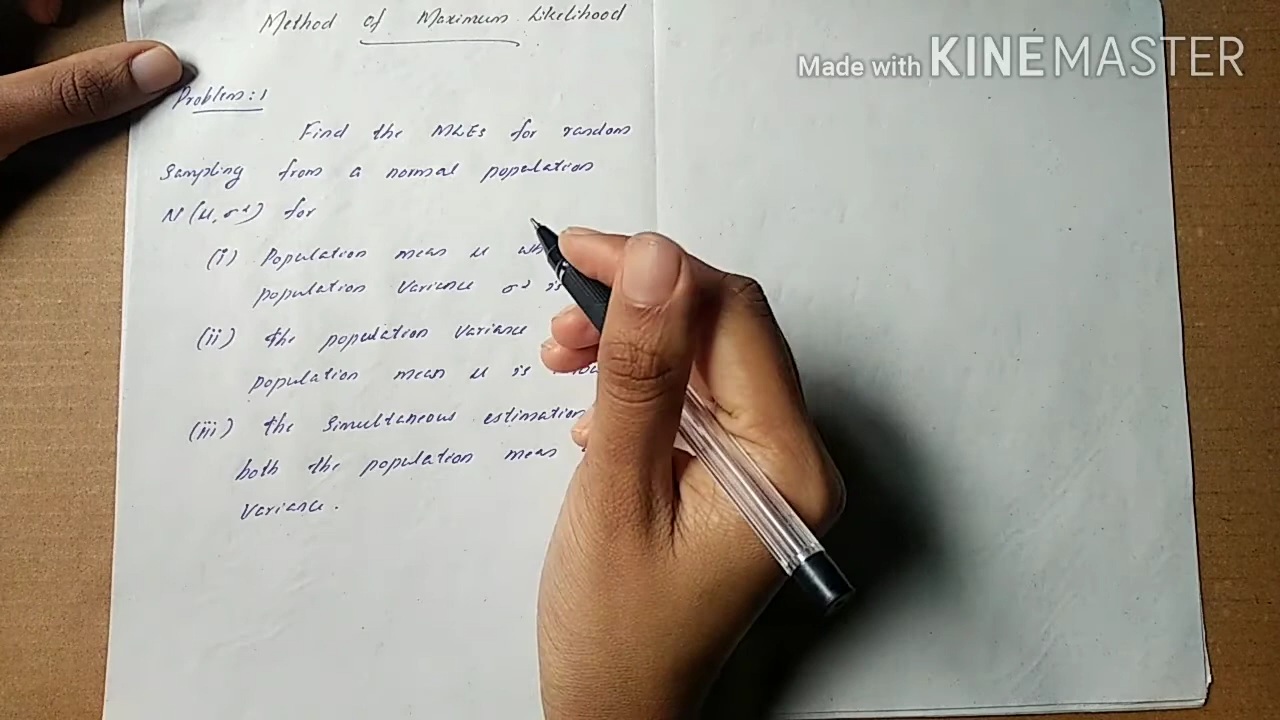 Method of Maximum Likelihood
Made with KINEMASTER
Problem: 1
Find the MLEs for random
Sampling from a normal population
N(μ, σ²) for
(i) Population mean μ
population Variance σ² is
(ii) the population Variance
population mean μ is
(iii) the simultaneous estimation
both the population mean
Variance.